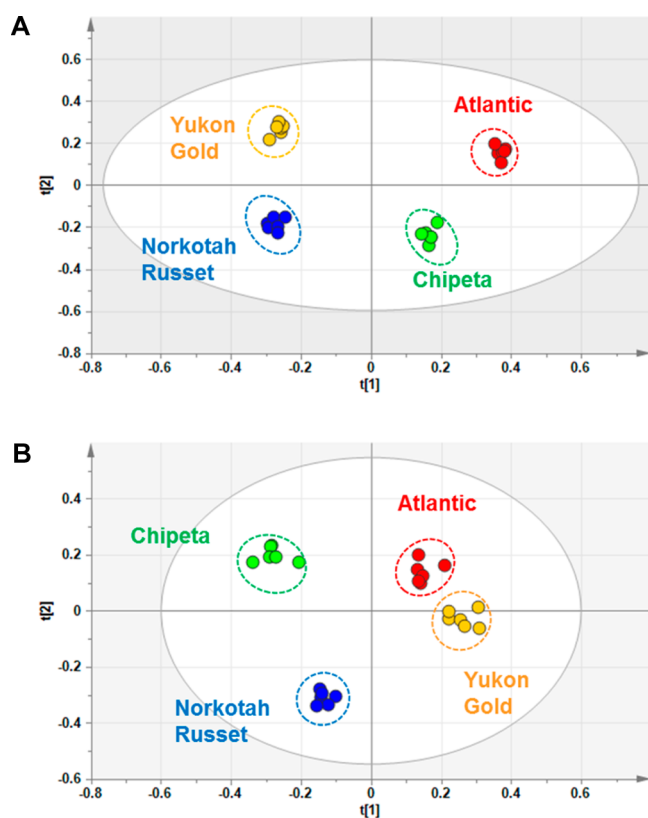 A
0.6
0.4
0.2
0
-0.2
-0.4
-0.6
-0.8
t[2]
Yukon
Gold
Atlantic
Norkotah
Russet
Chipeta
-0.8 -0.6 -0.4 -0.2 0 0.2 0.4 0.6
t[1]
B
0.4
0.2
0
-0.2
-0.4
-0.6
t[2]
Atlantic
Chipeta
Yukon
Gold
Norkotah
Russet
-0.8 -0.6 -0.4 -0.2 0 0.2 0.4 0.6
t[1]